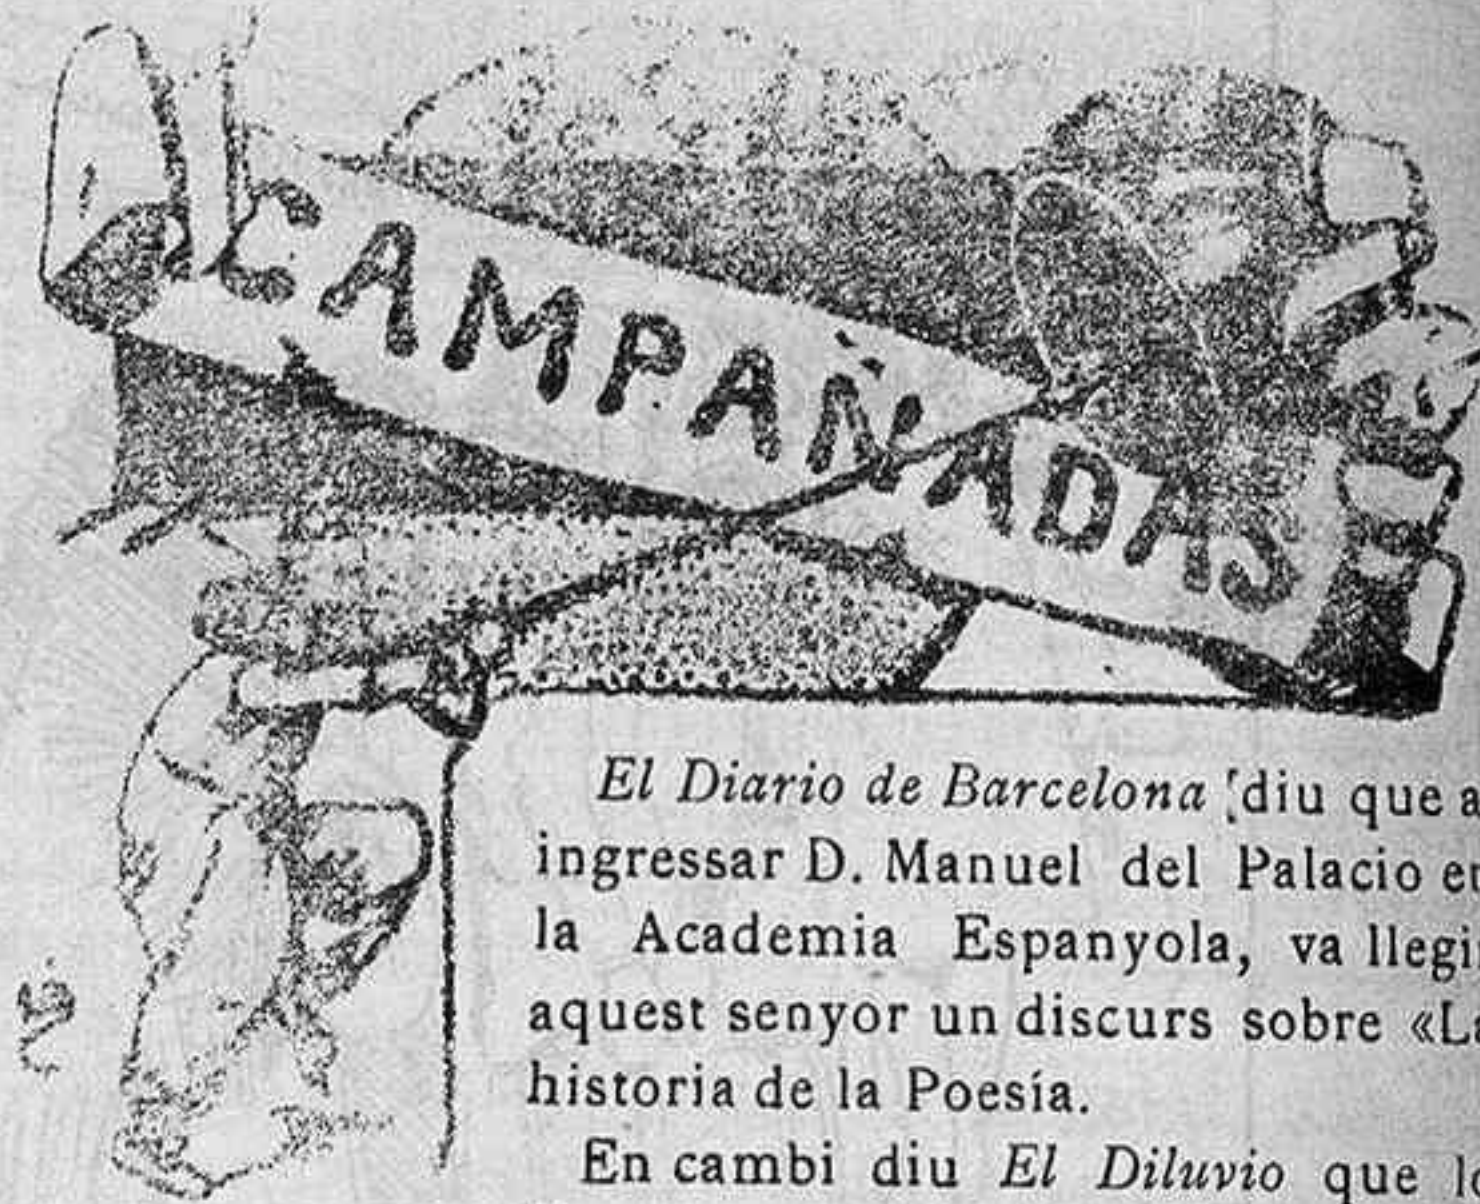 CAMPAÑADAS
El Diario de Barcelona diu que a
ingressar D. Manuel del Palacio en
la Academia Espanyola, va llegir
aquest senyor un discurs sobre «La
historia de la Poesía.
En cambi diu El Diluvio que la